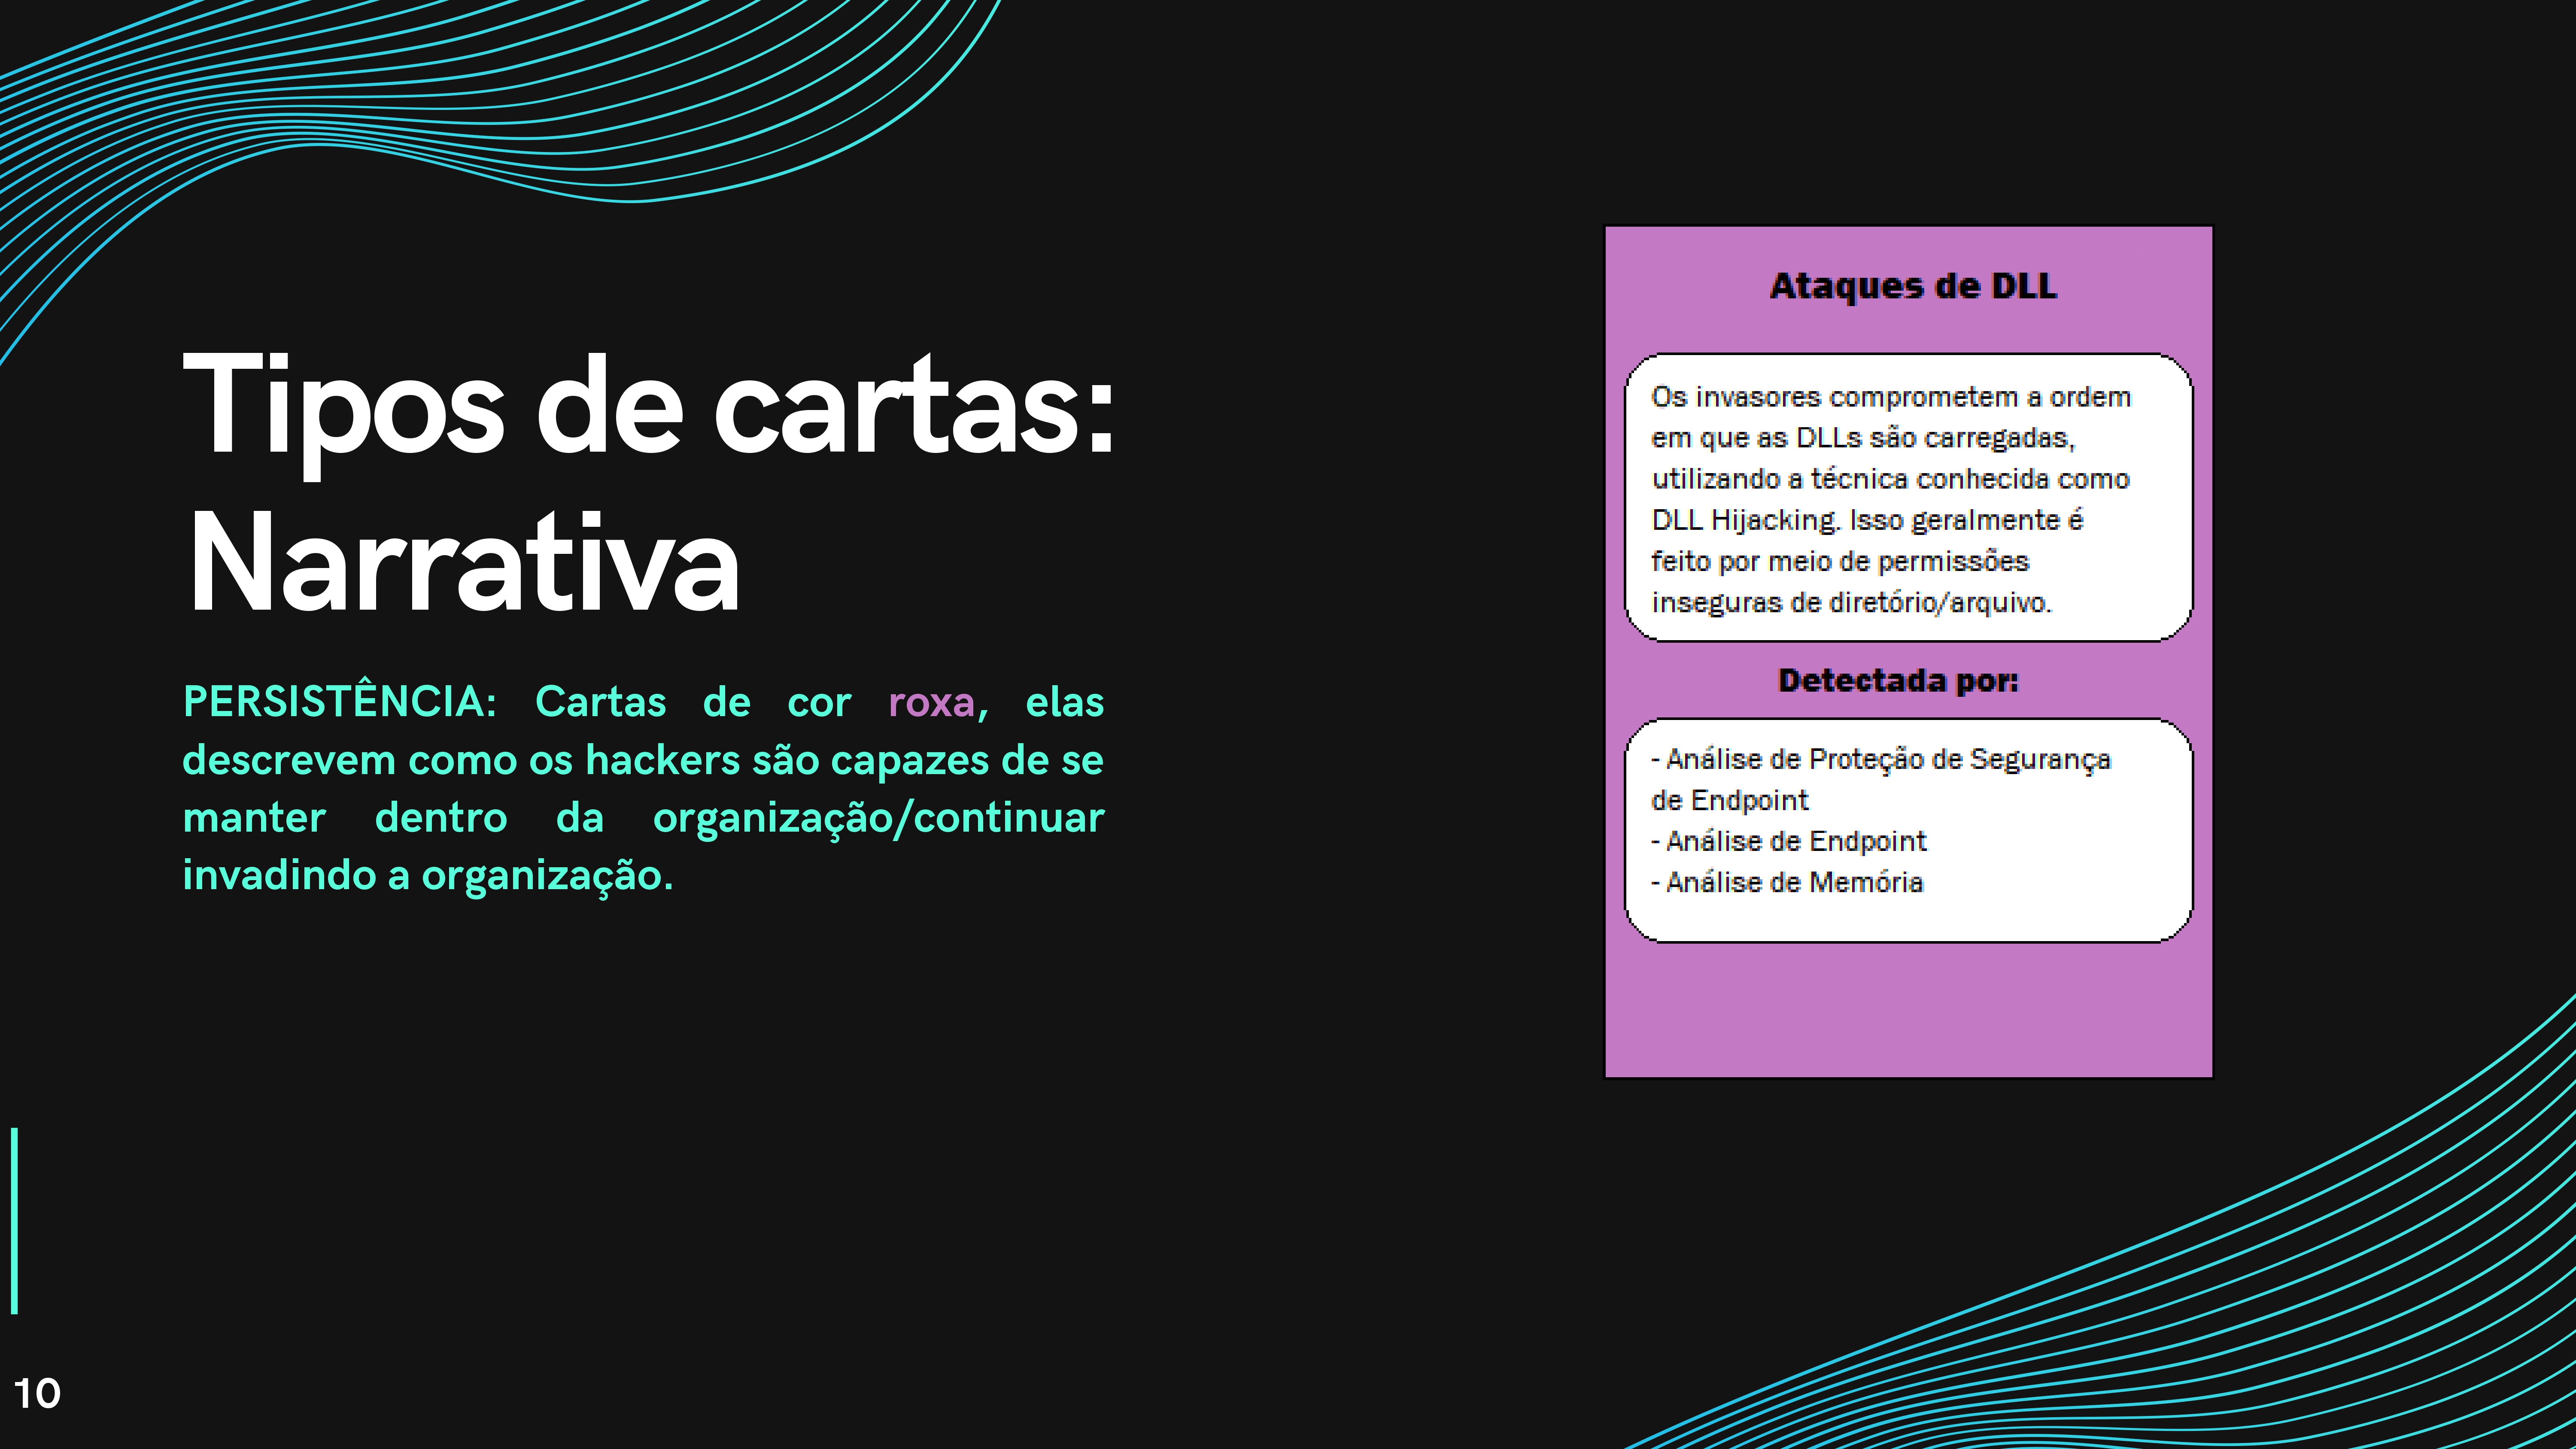 Tipos de cartas:
Narrativa
PERSISTÊNCIA: Cartas de cor roxa, elas
descrevem como os hackers são capazes de se
manter dentro da organização/continuar
invadindo a organização.
Ataques de DLL
Os invasores comprometem a ordem
em que as DLLs são carregadas,
utilizando a técnica conhecida como
DLL Hijacking. Isso geralmente é
feito por meio de permissões
inseguras de diretório/arquivo.
Detectada por:
- Análise de Proteção de Segurança
de Endpoint
- Análise de Endpoint
- Análise de Memória
10